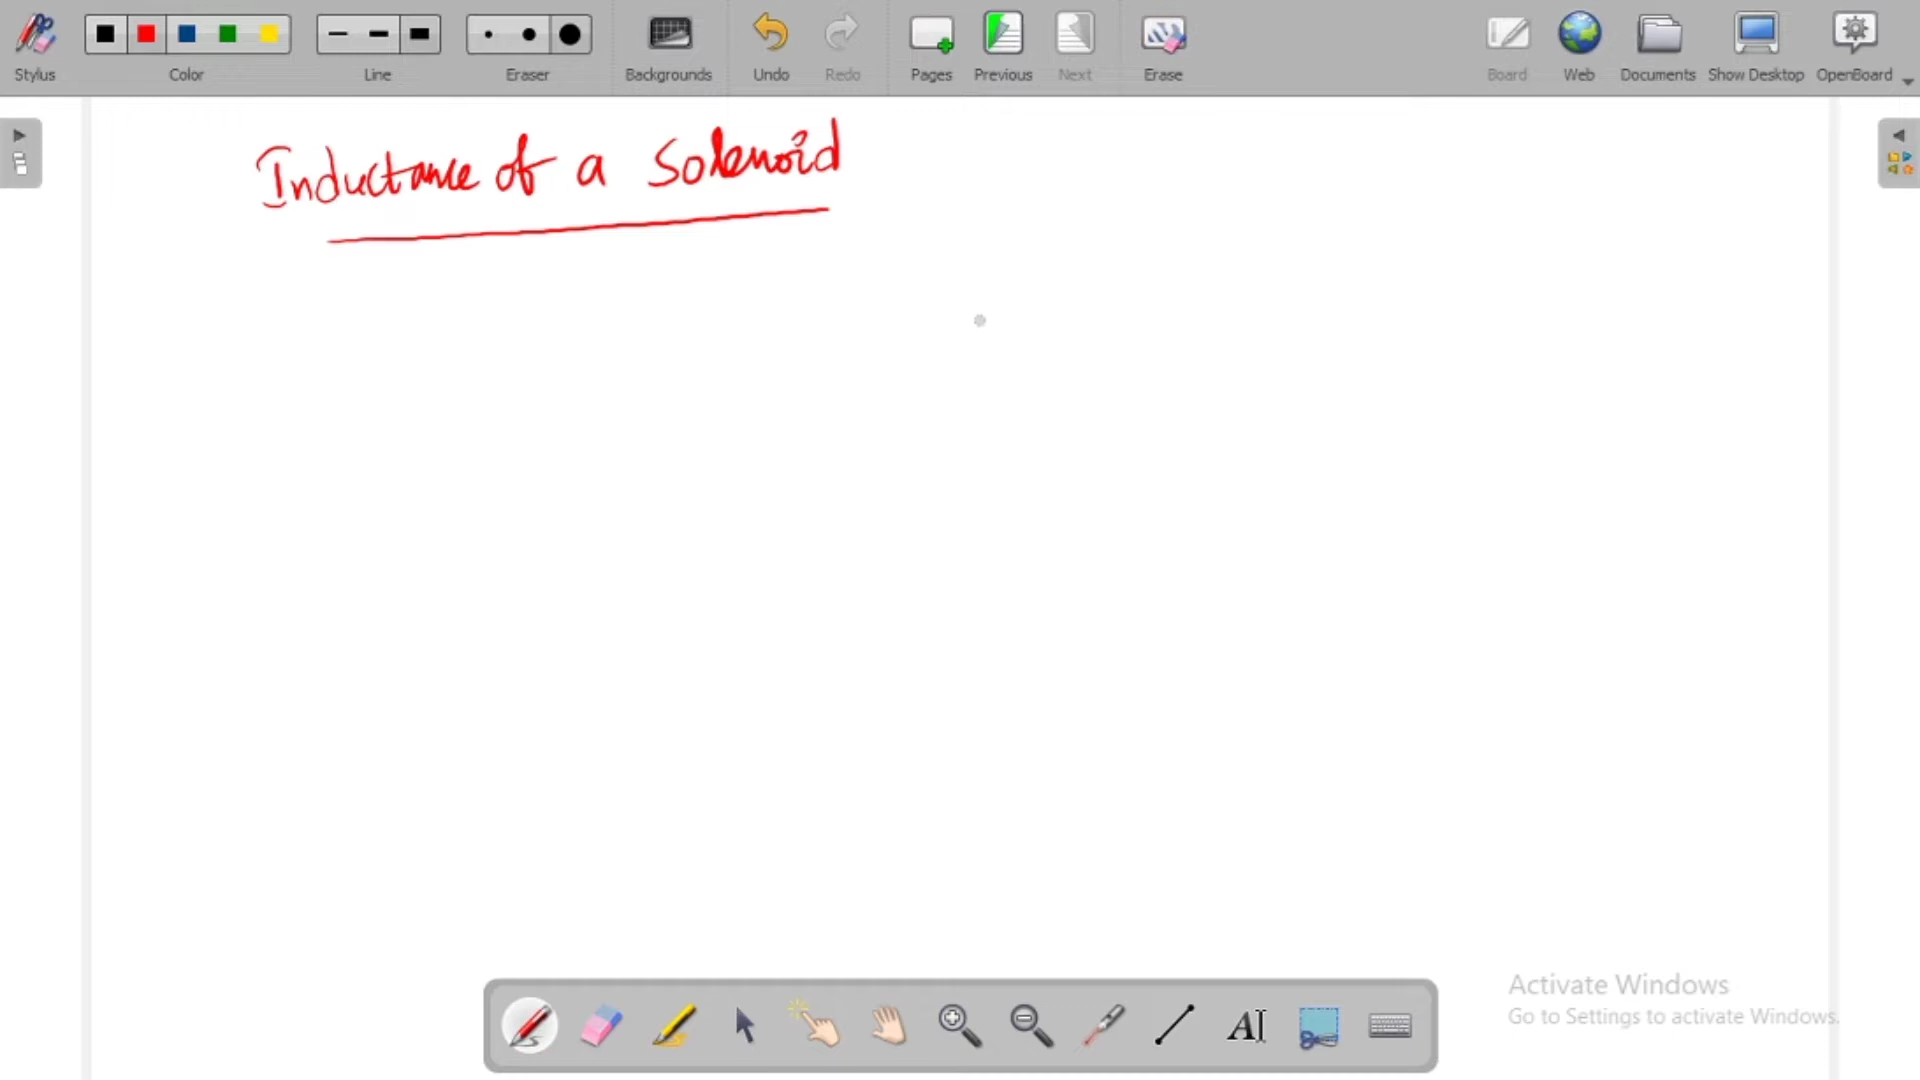 Stylus Color Line Eraser Backgrounds Undo Redo Pages Previous Next Erase Board Web Documents Show Desktop OpenBoard
Inductance of a Solenoid
Activate Windows
Go to Settings to activate Windows.